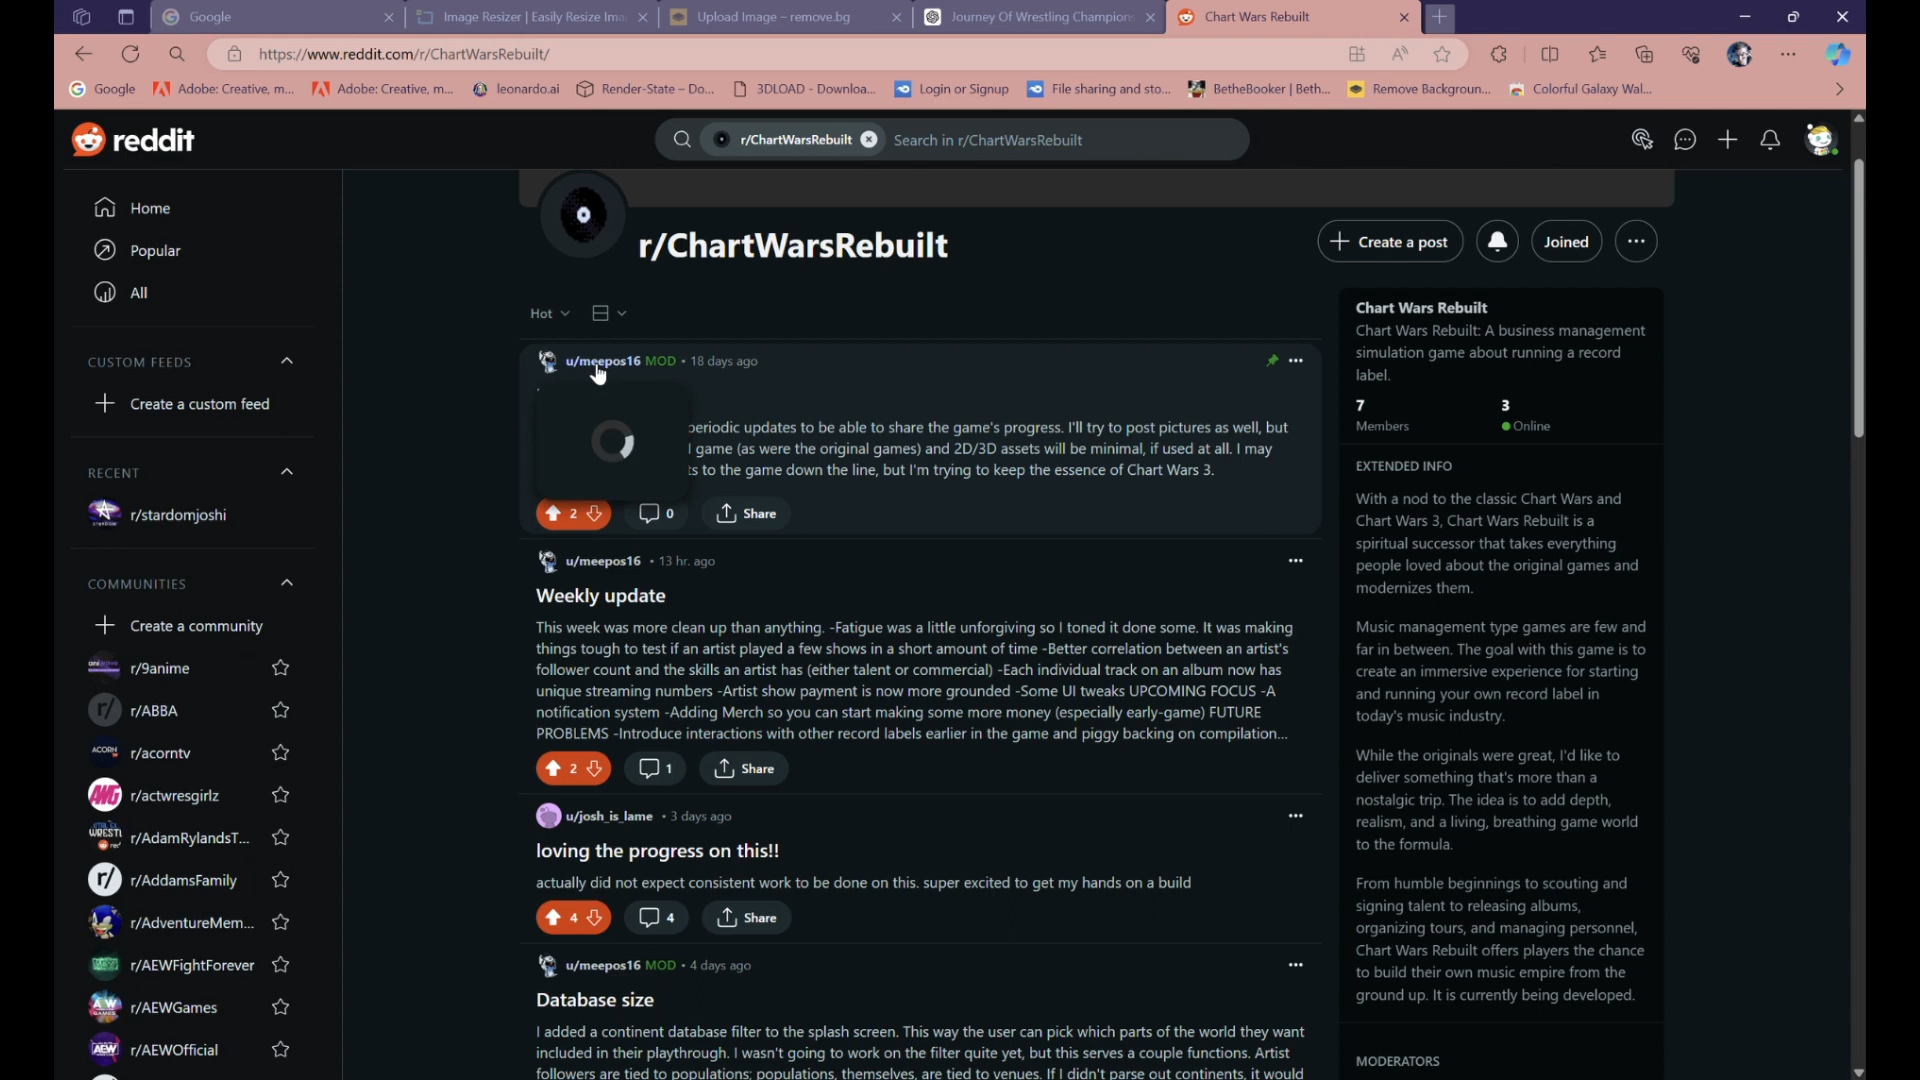 Google
Image Resizer | Easily Resize Ima
Upload Image – remove.bg
Journey Of Wrestling Champion
Chart Wars Rebuilt
https://www.reddit.com/r/ChartWarsRebuilt/
Google
Adobe: Creative, m...
Adobe: Creative, m...
leonardo.ai
Render-State – Do...
3DLOAD - Downloa...
Login or Signup
File sharing and sto...
BetheBooker | Beth...
Remove Backgroun...
Colorful Galaxy Wal...
reddit
r/ChartWarsRebuilt
Search in r/ChartWarsRebuilt
Home
Popular
All
CUSTOM FEEDS
Create a custom feed
RECENT
r/stardomjoshi
COMMUNITIES
Create a community
r/9anime
r/ r/ABBA
ACORN r/acorntv
AWG r/actwresgirlz
r/AdamRylandsT...
r/ r/AddamsFamily
r/AdventureMem...
r/AEWFightForever
r/AEWGames
AEW r/AEWOfficial
r/ChartWarsRebuilt
Create a post
Joined
Hot
u/meepos16 MOD • 18 days ago
periodic updates to be able to share the game's progress. I'll try to post pictures as well, but
game (as were the original games) and 2D/3D assets will be minimal, if used at all. I may
ts to the game down the line, but I'm trying to keep the essence of Chart Wars 3.
2
0
Share
u/meepos16 • 13 hr. ago
Weekly update
This week was more clean up than anything. -Fatigue was a little unforgiving so I toned it done some. It was making
things tough to test if an artist played a few shows in a short amount of time -Better correlation between an artist's
follower count and the skills an artist has (either talent or commercial) -Each individual track on an album now has
unique streaming numbers -Artist show payment is now more grounded -Some UI tweaks UPCOMING FOCUS -A
notification system -Adding Merch so you can start making some more money (especially early-game) FUTURE
PROBLEMS -Introduce interactions with other record labels earlier in the game and piggy backing on compilation...
2
1
Share
u/josh_is_lame • 3 days ago
loving the progress on this!!
actually did not expect consistent work to be done on this. super excited to get my hands on a build
4
4
Share
u/meepos16 MOD • 4 days ago
Database size
I added a continent database filter to the splash screen. This way the user can pick which parts of the world they want
included in their playthrough. I wasn't going to work on the filter quite yet, but this serves a couple functions. Artist
followers are tied to populations; populations, themselves, are tied to venues. If I didn't parse out continents, it would
Chart Wars Rebuilt
Chart Wars Rebuilt: A business management
simulation game about running a record
label.
7
Members
3
Online
EXTENDED INFO
With a nod to the classic Chart Wars and
Chart Wars 3, Chart Wars Rebuilt is a
spiritual successor that takes everything
people loved about the original games and
modernizes them.
Music management type games are few and
far in between. The goal with this game is to
create an immersive experience for starting
and running your own record label in
today's music industry.
While the originals were great, I'd like to
deliver something that's more than a
nostalgic trip. The idea is to add depth,
realism, and a living, breathing game world
to the formula.
From humble beginnings to scouting and
signing talent to releasing albums,
organizing tours, and managing personnel,
Chart Wars Rebuilt offers players the chance
to build their own music empire from the
ground up. It is currently being developed.
MODERATORS